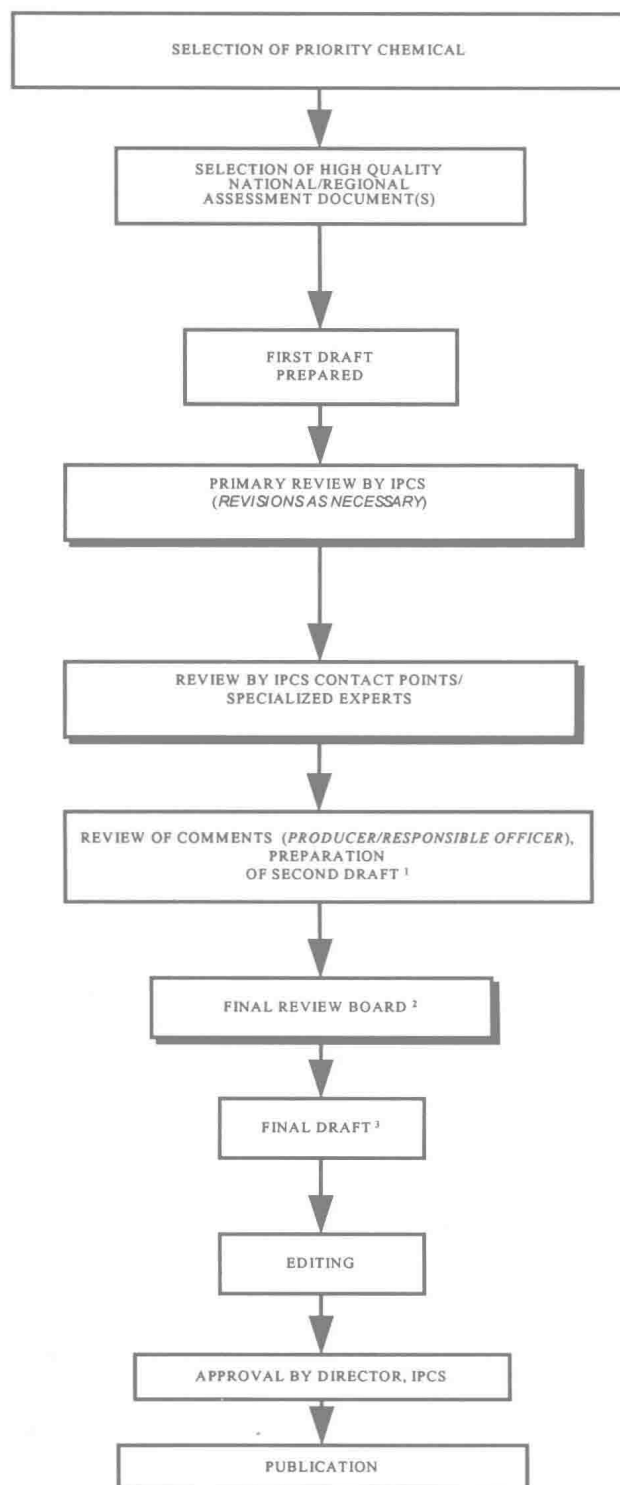 SELECTION OF PRIORITY CHEMICAL
SELECTION OF HIGH QUALITY
NATIONAL/REGIONAL
ASSESSMENT DOCUMENT(S)
FIRST DRAFT
PREPARED
PRIMARY REVIEW BY IPCS
(REVISIONS AS NECESSARY)
REVIEW BY IPCS CONTACT POINTS/
SPECIALIZED EXPERTS
REVIEW OF COMMENTS (PRODUCER/RESPONSIBLE OFFICER),
PREPARATION
OF SECOND DRAFT ¹
FINAL REVIEW BOARD ²
FINAL DRAFT ³
EDITING
APPROVAL BY DIRECTOR, IPCS
PUBLICATION